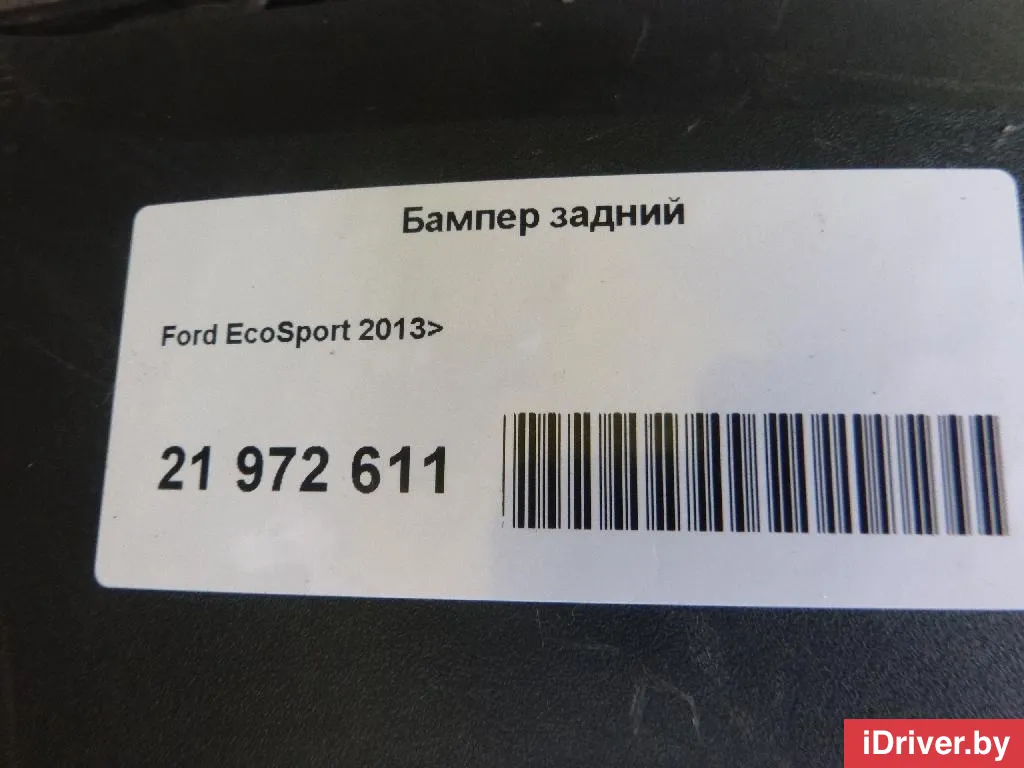 Бампер задний
Ford EcoSport 2013>
21 972 611
iDriver.by